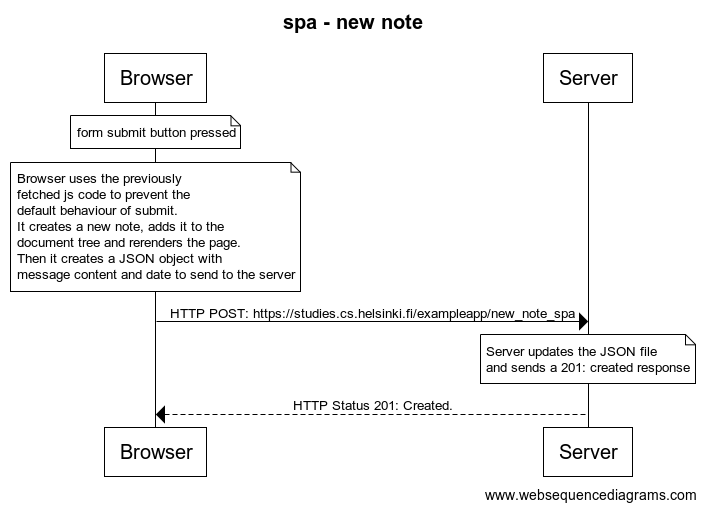 spa - new note
Browser
Server
form submit button pressed
Browser uses the previously
fetched js code to prevent the
default behaviour of submit.
It creates a new note, adds it to the
document tree and rerenders the page.
Then it creates a JSON object with
message content and date to send to the server
HTTP POST: https://studies.cs.helsinki.fi/exampleapp/new_note_spa
Server updates the JSON file
and sends a 201: created response
HTTP Status 201: Created.
Browser
Server
www.websequencediagrams.com